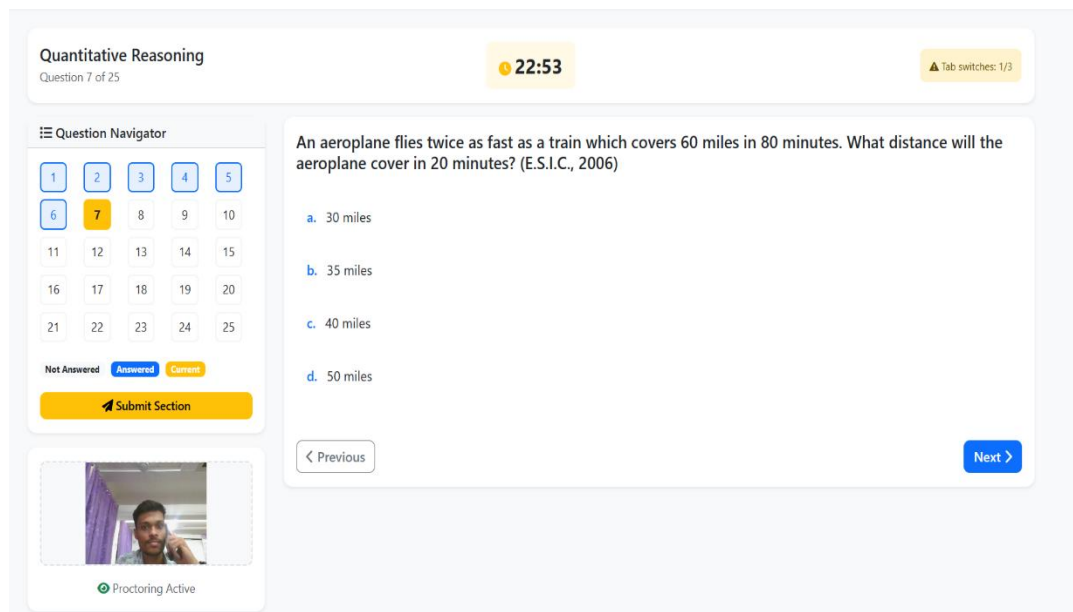 Quantitative Reasoning
Question 7 of 25
22:53
Tab switches: 1/3
Question Navigator
1 2 3 4 5
6 7 8 9 10
11 12 13 14 15
16 17 18 19 20
21 22 23 24 25
Not Answered Answered Current
Submit Section
Proctoring Active
An aeroplane flies twice as fast as a train which covers 60 miles in 80 minutes. What distance will the
aeroplane cover in 20 minutes? (E.S.I.C., 2006)
a. 30 miles
b. 35 miles
c. 40 miles
d. 50 miles
Previous
Next